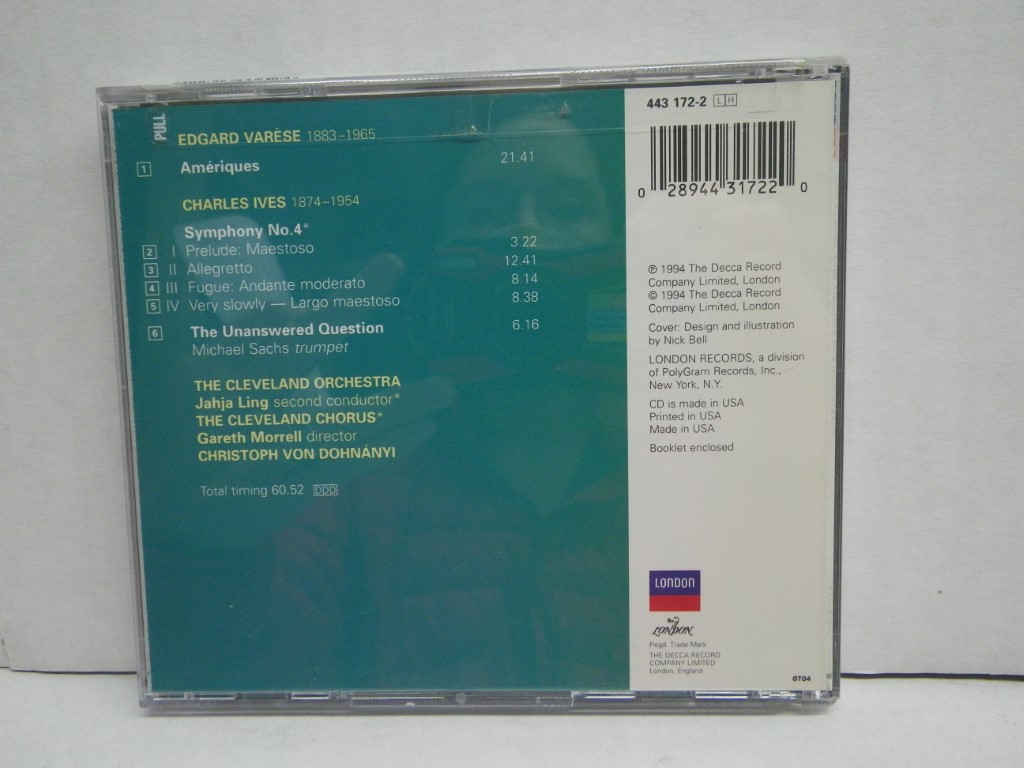 PULL
EDGARD VARÈSE 1883–1965
1 Amériques 21.41
CHARLES IVES 1874–1954
Symphony No.4*
2 I Prelude: Maestoso 3.22
3 II Allegretto 12.41
4 III Fugue: Andante moderato 8.14
5 IV Very slowly — Largo maestoso 8.38
6 The Unanswered Question 6.16
Michael Sachs trumpet
THE CLEVELAND ORCHESTRA
Jahja Ling second conductor*
THE CLEVELAND CHORUS*
Gareth Morrell director
CHRISTOPH VON DOHNÁNYI
Total timing 60.52 DDD
443 172-2 LH
0 28944 31722 0
℗ 1994 The Decca Record
Company Limited, London
© 1994 The Decca Record
Company Limited, London
Cover: Design and illustration
by Nick Bell
LONDON RECORDS, a division
of PolyGram Records, Inc.,
New York, N.Y.
CD is made in USA
Printed in USA
Made in USA
Booklet enclosed
LONDON
LONDON
Regd. Trade Mark
THE DECCA RECORD
COMPANY LIMITED
London, England
0704